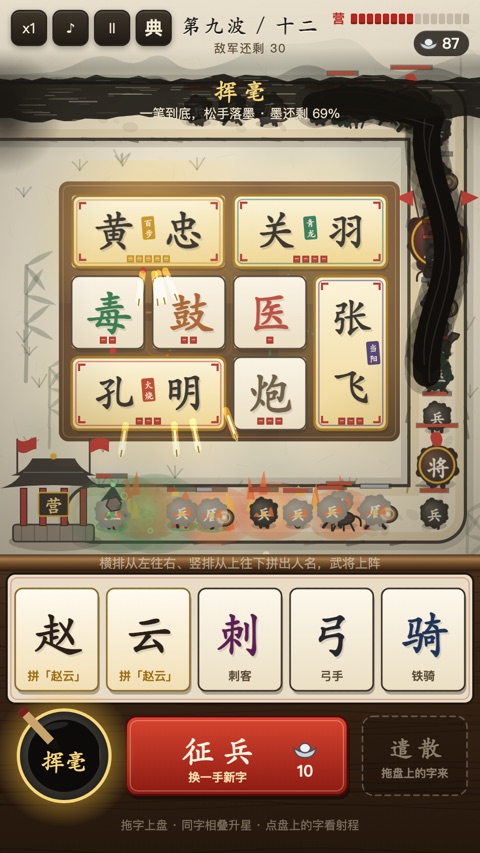 x1 ♪ II 典 第九波 / 十二 营
敌军还剩 30
87
挥毫
一笔到底，松手落墨 · 墨还剩 69%
黄 百步 忠 关 青龙 羽
毒 鼓 医 张 当阳 飞
孔 火烧 明 炮
兵
将
营 兵 盾 兵 兵 兵 盾 兵
横排从左往右、竖排从上往下拼出人名，武将上阵
赵 云 刺 弓 骑
拼「赵云」 拼「赵云」 刺客 弓手 铁骑
挥毫 征兵 遣散
换一手新字 10 拖盘上的字来
拖字上盘 · 同字相叠升星 · 点盘上的字看射程